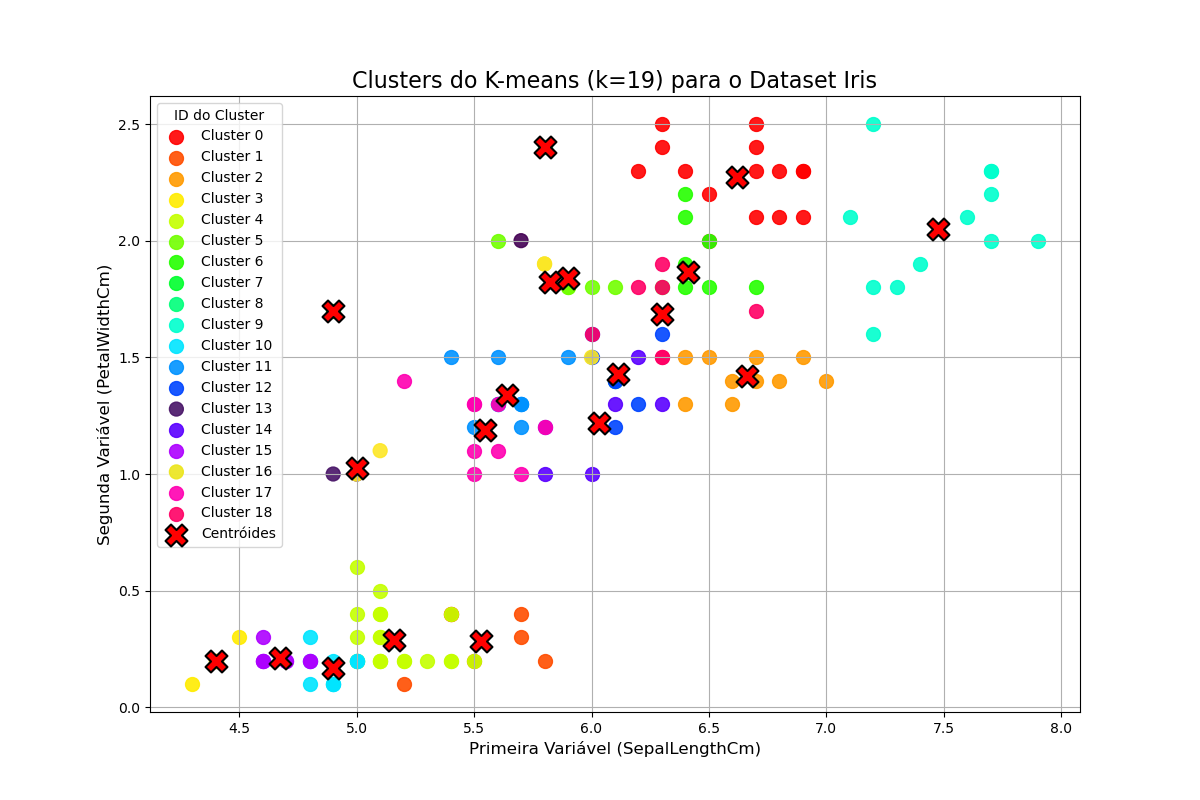 Clusters do K-means (k=19) para o Dataset Iris
ID do Cluster
Cluster 0
Cluster 1
Cluster 2
Cluster 3
Cluster 4
Cluster 5
Cluster 6
Cluster 7
Cluster 8
Cluster 9
Cluster 10
Cluster 11
Cluster 12
Cluster 13
Cluster 14
Cluster 15
Cluster 16
Cluster 17
Cluster 18
Centróides
Segunda Variável (PetalWidthCm)
2.5
2.0
1.5
1.0
0.5
0.0
4.5 5.0 5.5 6.0 6.5 7.0 7.5 8.0
Primeira Variável (SepalLengthCm)